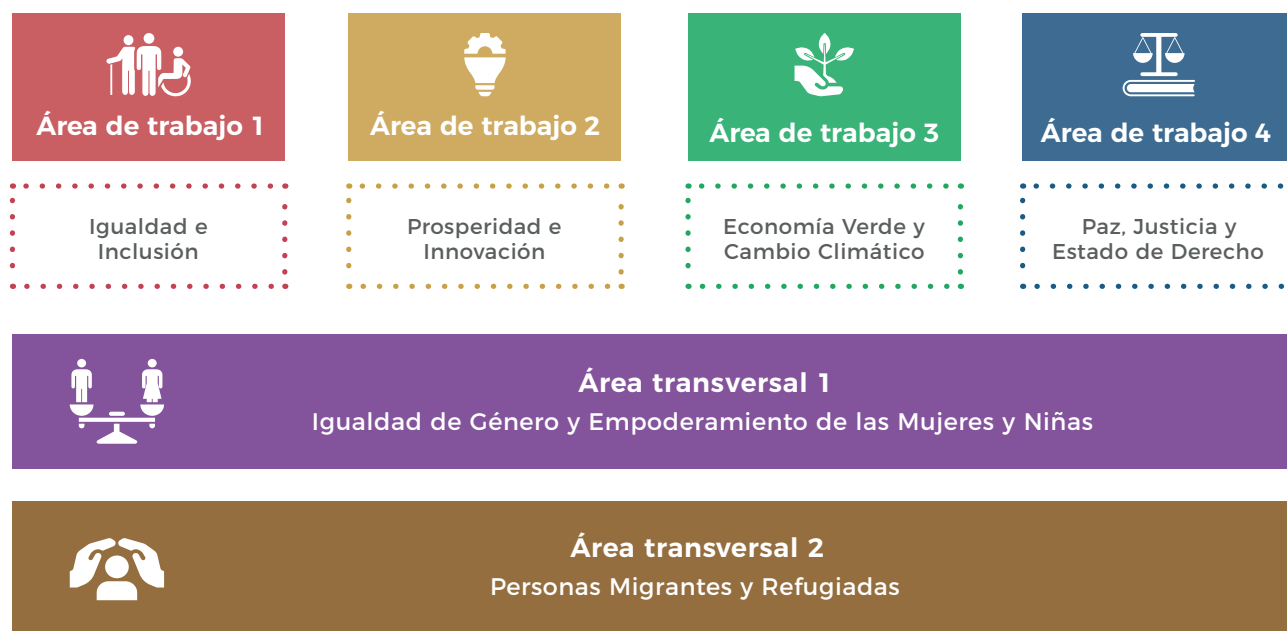 Área de trabajo 1
Igualdad e
Inclusión
Área de trabajo 2
Prosperidad e
Innovación
Área de trabajo 3
Economía Verde y
Cambio Climático
Área de trabajo 4
Paz, Justicia y
Estado de Derecho
Área transversal 1
Igualdad de Género y Empoderamiento de las Mujeres y Niñas
Área transversal 2
Personas Migrantes y Refugiadas